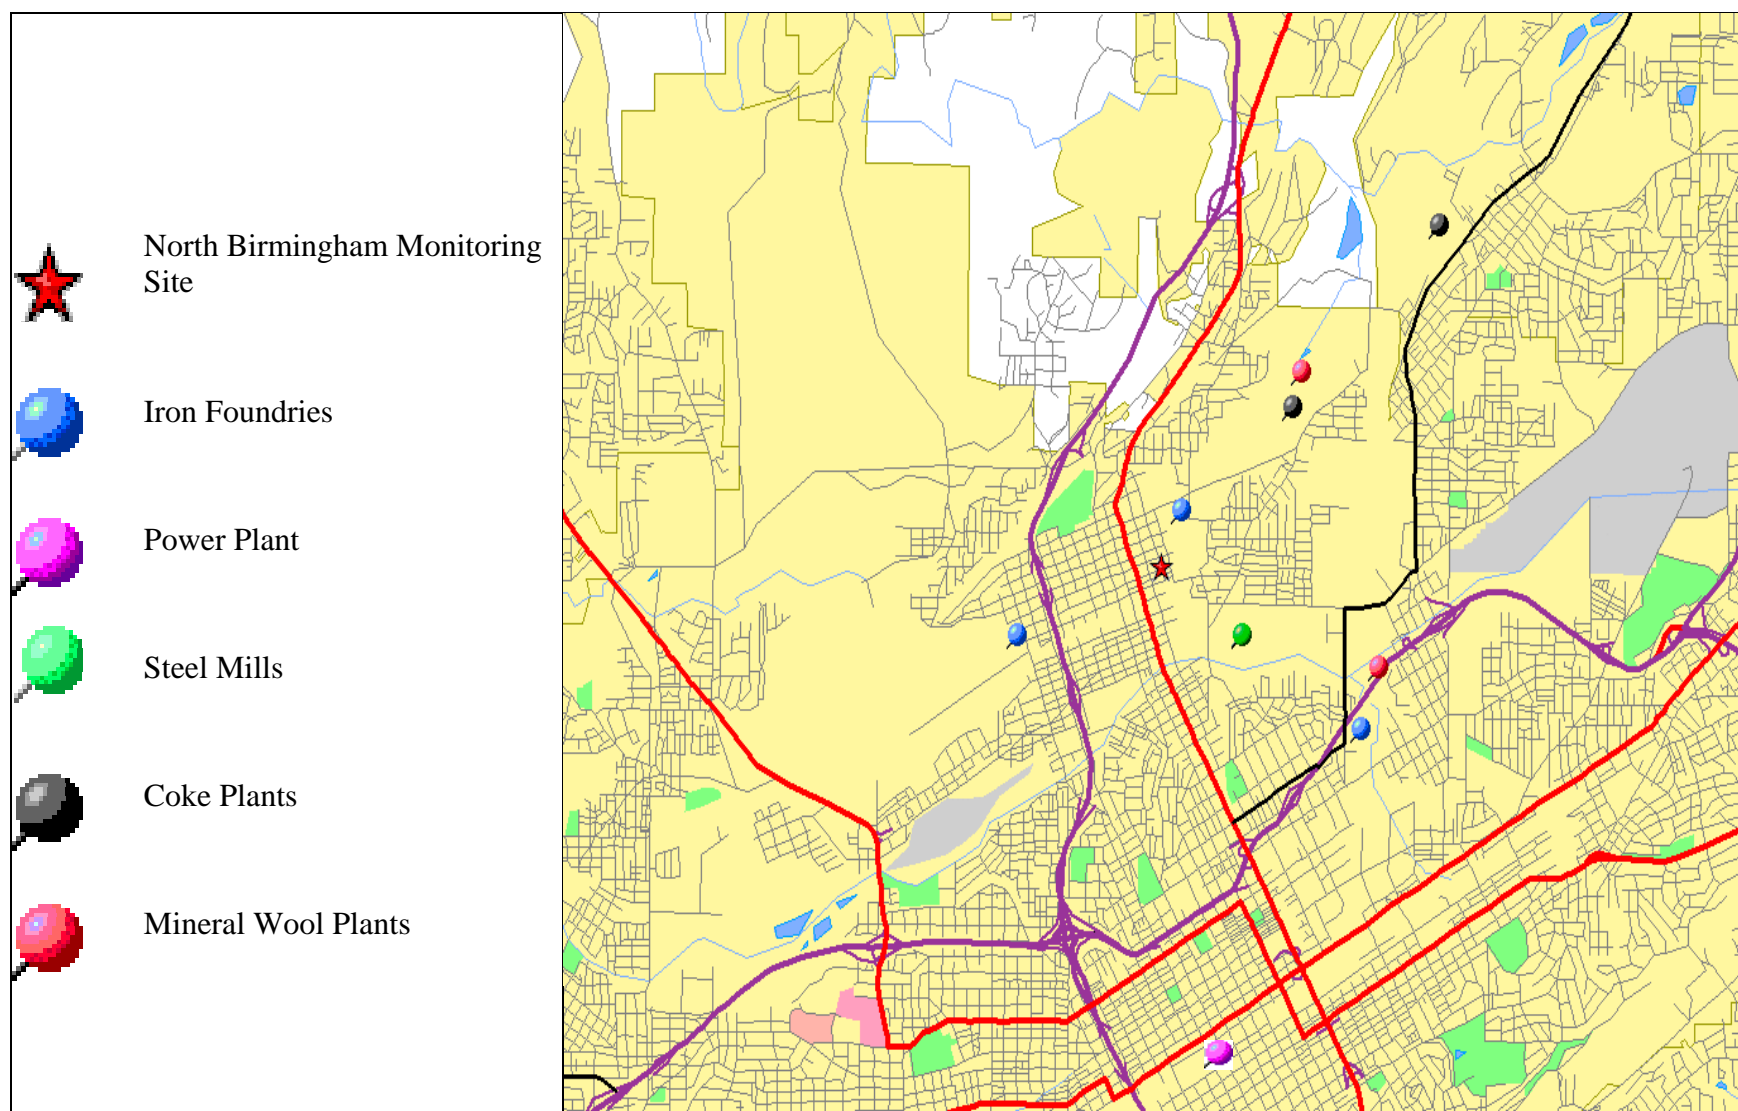 North Birmingham Monitoring
Site
Iron Foundries
Power Plant
Steel Mills
Coke Plants
Mineral Wool Plants